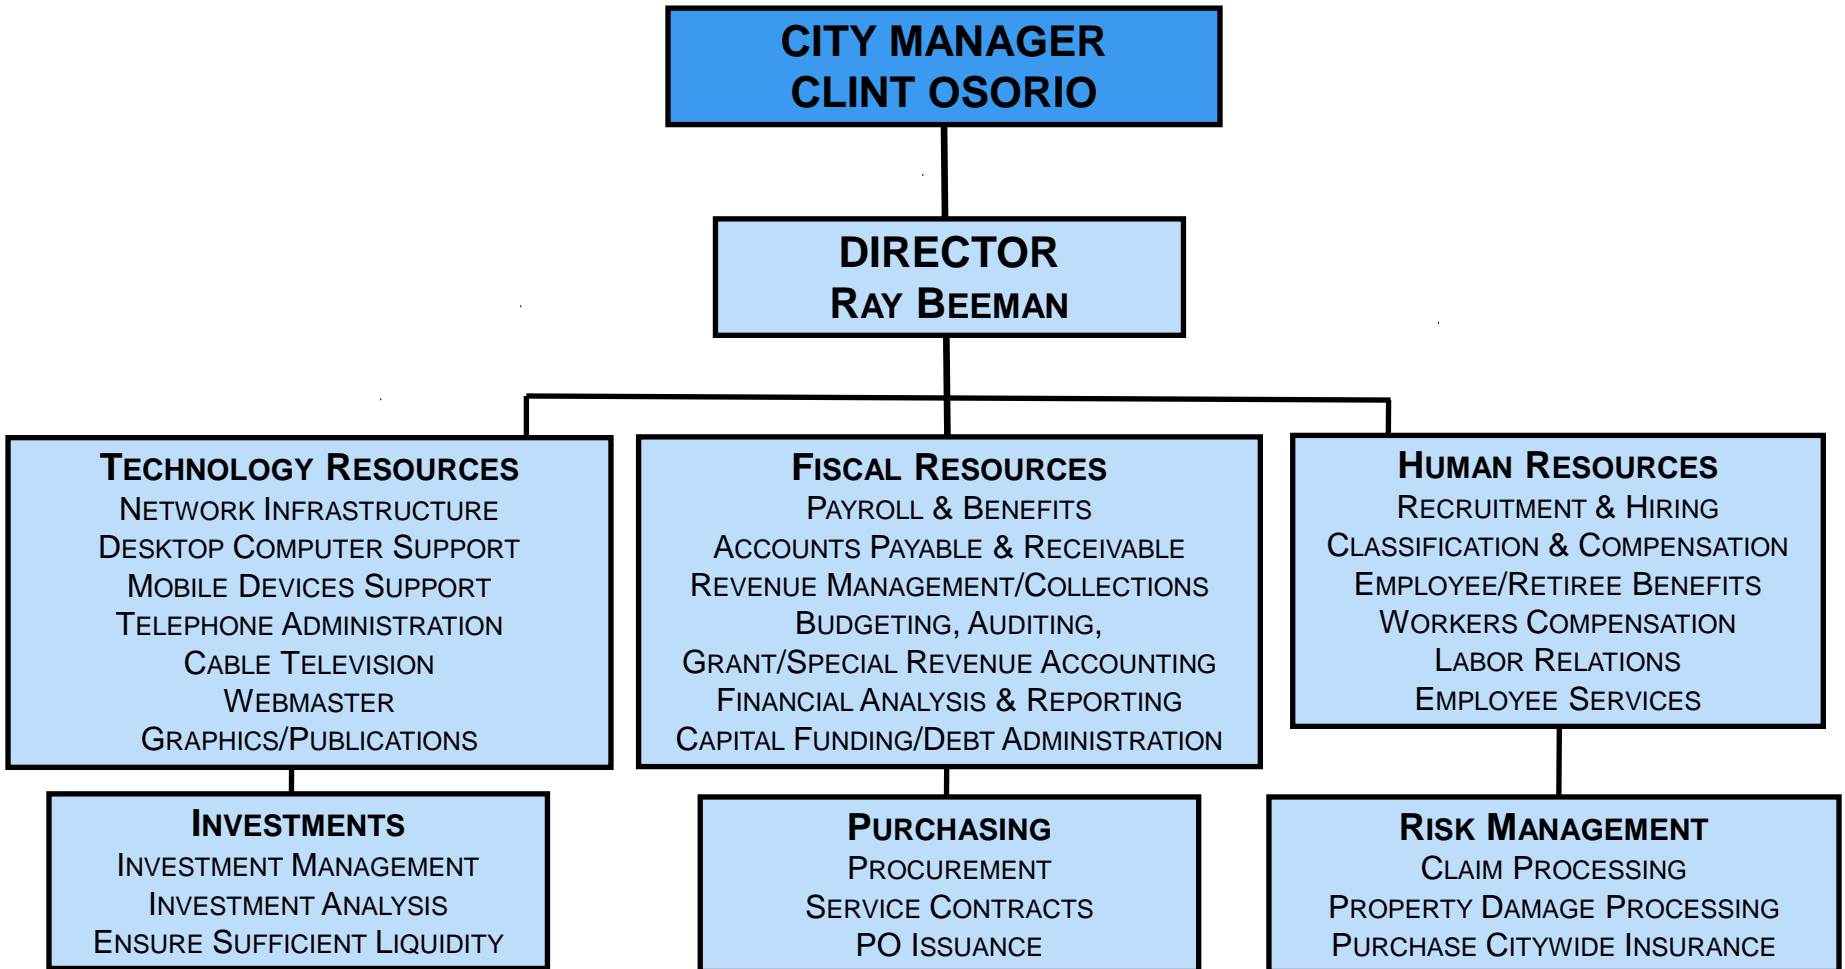 CITY MANAGER
CLINT OSORIO
DIRECTOR
RAY BEEMAN
TECHNOLOGY RESOURCES
NETWORK INFRASTRUCTURE
DESKTOP COMPUTER SUPPORT
MOBILE DEVICES SUPPORT
TELEPHONE ADMINISTRATION
CABLE TELEVISION
WEBMASTER
GRAPHICS/PUBLICATIONS
FISCAL RESOURCES
PAYROLL & BENEFITS
ACCOUNTS PAYABLE & RECEIVABLE
REVENUE MANAGEMENT/COLLECTIONS
BUDGETING, AUDITING,
GRANT/SPECIAL REVENUE ACCOUNTING
FINANCIAL ANALYSIS & REPORTING
CAPITAL FUNDING/DEBT ADMINISTRATION
HUMAN RESOURCES
RECRUITMENT & HIRING
CLASSIFICATION & COMPENSATION
EMPLOYEE/RETIREE BENEFITS
WORKERS COMPENSATION
LABOR RELATIONS
EMPLOYEE SERVICES
INVESTMENTS
INVESTMENT MANAGEMENT
INVESTMENT ANALYSIS
ENSURE SUFFICIENT LIQUIDITY
PURCHASING
PROCUREMENT
SERVICE CONTRACTS
PO ISSUANCE
RISK MANAGEMENT
CLAIM PROCESSING
PROPERTY DAMAGE PROCESSING
PURCHASE CITYWIDE INSURANCE